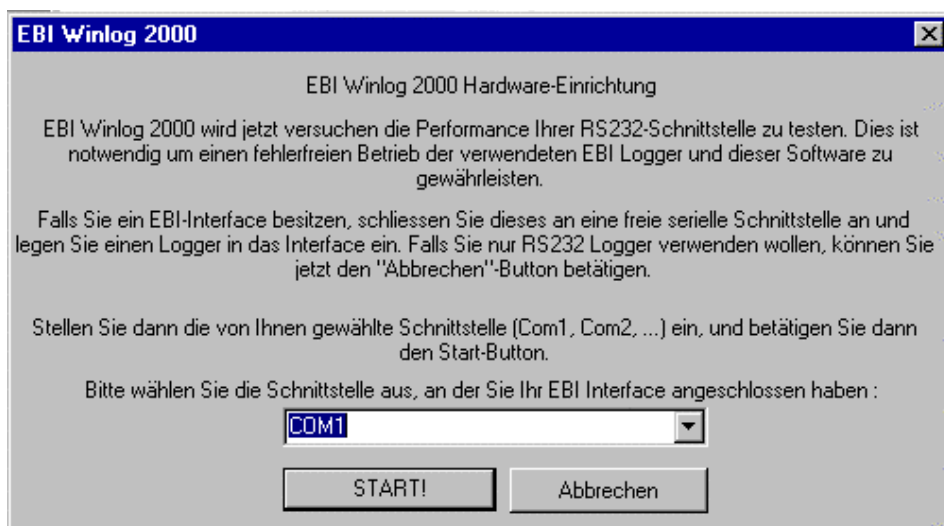 EBI Winlog 2000
EBI Winlog 2000 Hardware-Einrichtung
EBI Winlog 2000 wird jetzt versuchen die Performance Ihrer RS232-Schnittstelle zu testen. Dies ist
notwendig um einen fehlerfreien Betrieb der verwendeten EBI Logger und dieser Software zu
gewährleisten.
Falls Sie ein EBI-Interface besitzen, schliessen Sie dieses an eine freie serielle Schnittstelle an und
legen Sie einen Logger in das Interface ein. Falls Sie nur RS232 Logger verwenden wollen, können Sie
jetzt den "Abbrechen"-Button betätigen.
Stellen Sie dann die von Ihnen gewählte Schnittstelle (Com1, Com2, ...) ein, und betätigen Sie dann
den Start-Button.
Bitte wählen Sie die Schnittstelle aus, an der Sie Ihr EBI Interface angeschlossen haben :
COM1
START!
Abbrechen